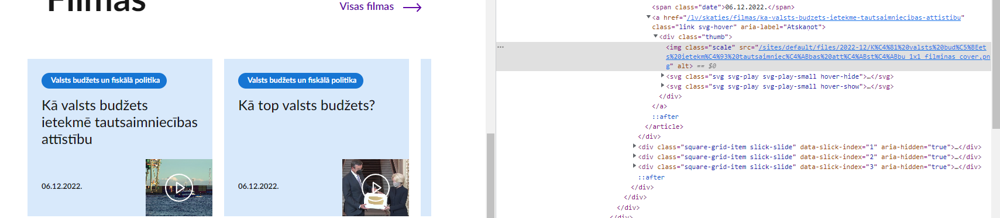 Filmas
Visas filmas
Valsts budžets un fiskālā politika
Kā valsts budžets
ietekmē tautsaimniecības
attīstību
06.12.2022.
Valsts budžets un fiskālā politika
Kā top valsts budžets?
06.12.2022.
<span class="date">06.12.2022.</span>
<a href="/lv/skaties/filmas/ka-valsts-budzets-ietekme-tautsaimniecibas-attistibu"
class="link svg-hover" aria-label="Atskaņot">
<div class="thumb">
<img class="scale" src="/sites/default/files/2022-12/K%C4%81%20valsts%20bud%C5%BEet
s%20ietekm%C4%93%20tautsaimniec%C4%ABbas%20att%C4%ABst%C4%ABbu_1x1_filminas_cover.pn
g" alt> == $0
<svg class="svg svg-play svg-play-small hover-hide">…</svg>
<svg class="svg svg-play svg-play-small hover-show">…</svg>
</div>
</a>
::after
</article>
</div>
<div class="square-grid-item slick-slide" data-slick-index="1" aria-hidden="true">…</div>
<div class="square-grid-item slick-slide" data-slick-index="2" aria-hidden="true">…</div>
<div class="square-grid-item slick-slide" data-slick-index="3" aria-hidden="true">…</div>
::after
</div>
</div>
</div>
</div>